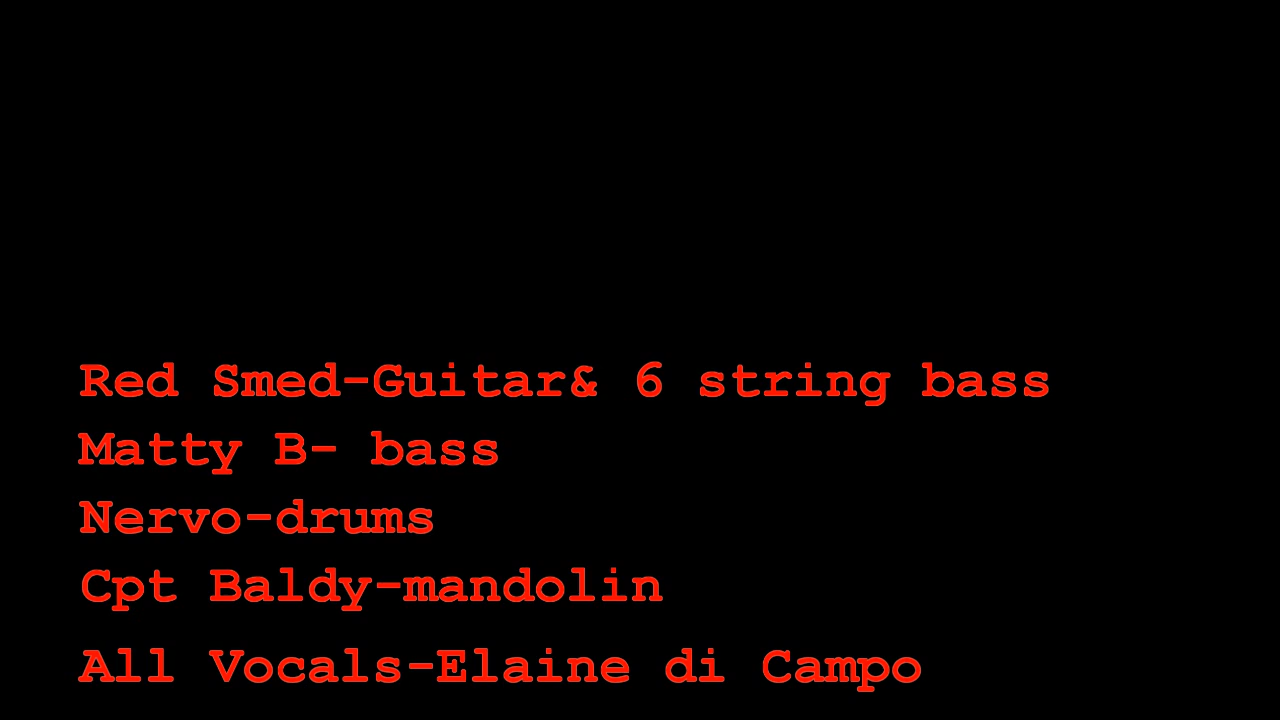 Red Smed-Guitar& 6 string bass
Matty B- bass
Nervo-drums
Cpt Baldy-mandolin
All Vocals-Elaine di Campo